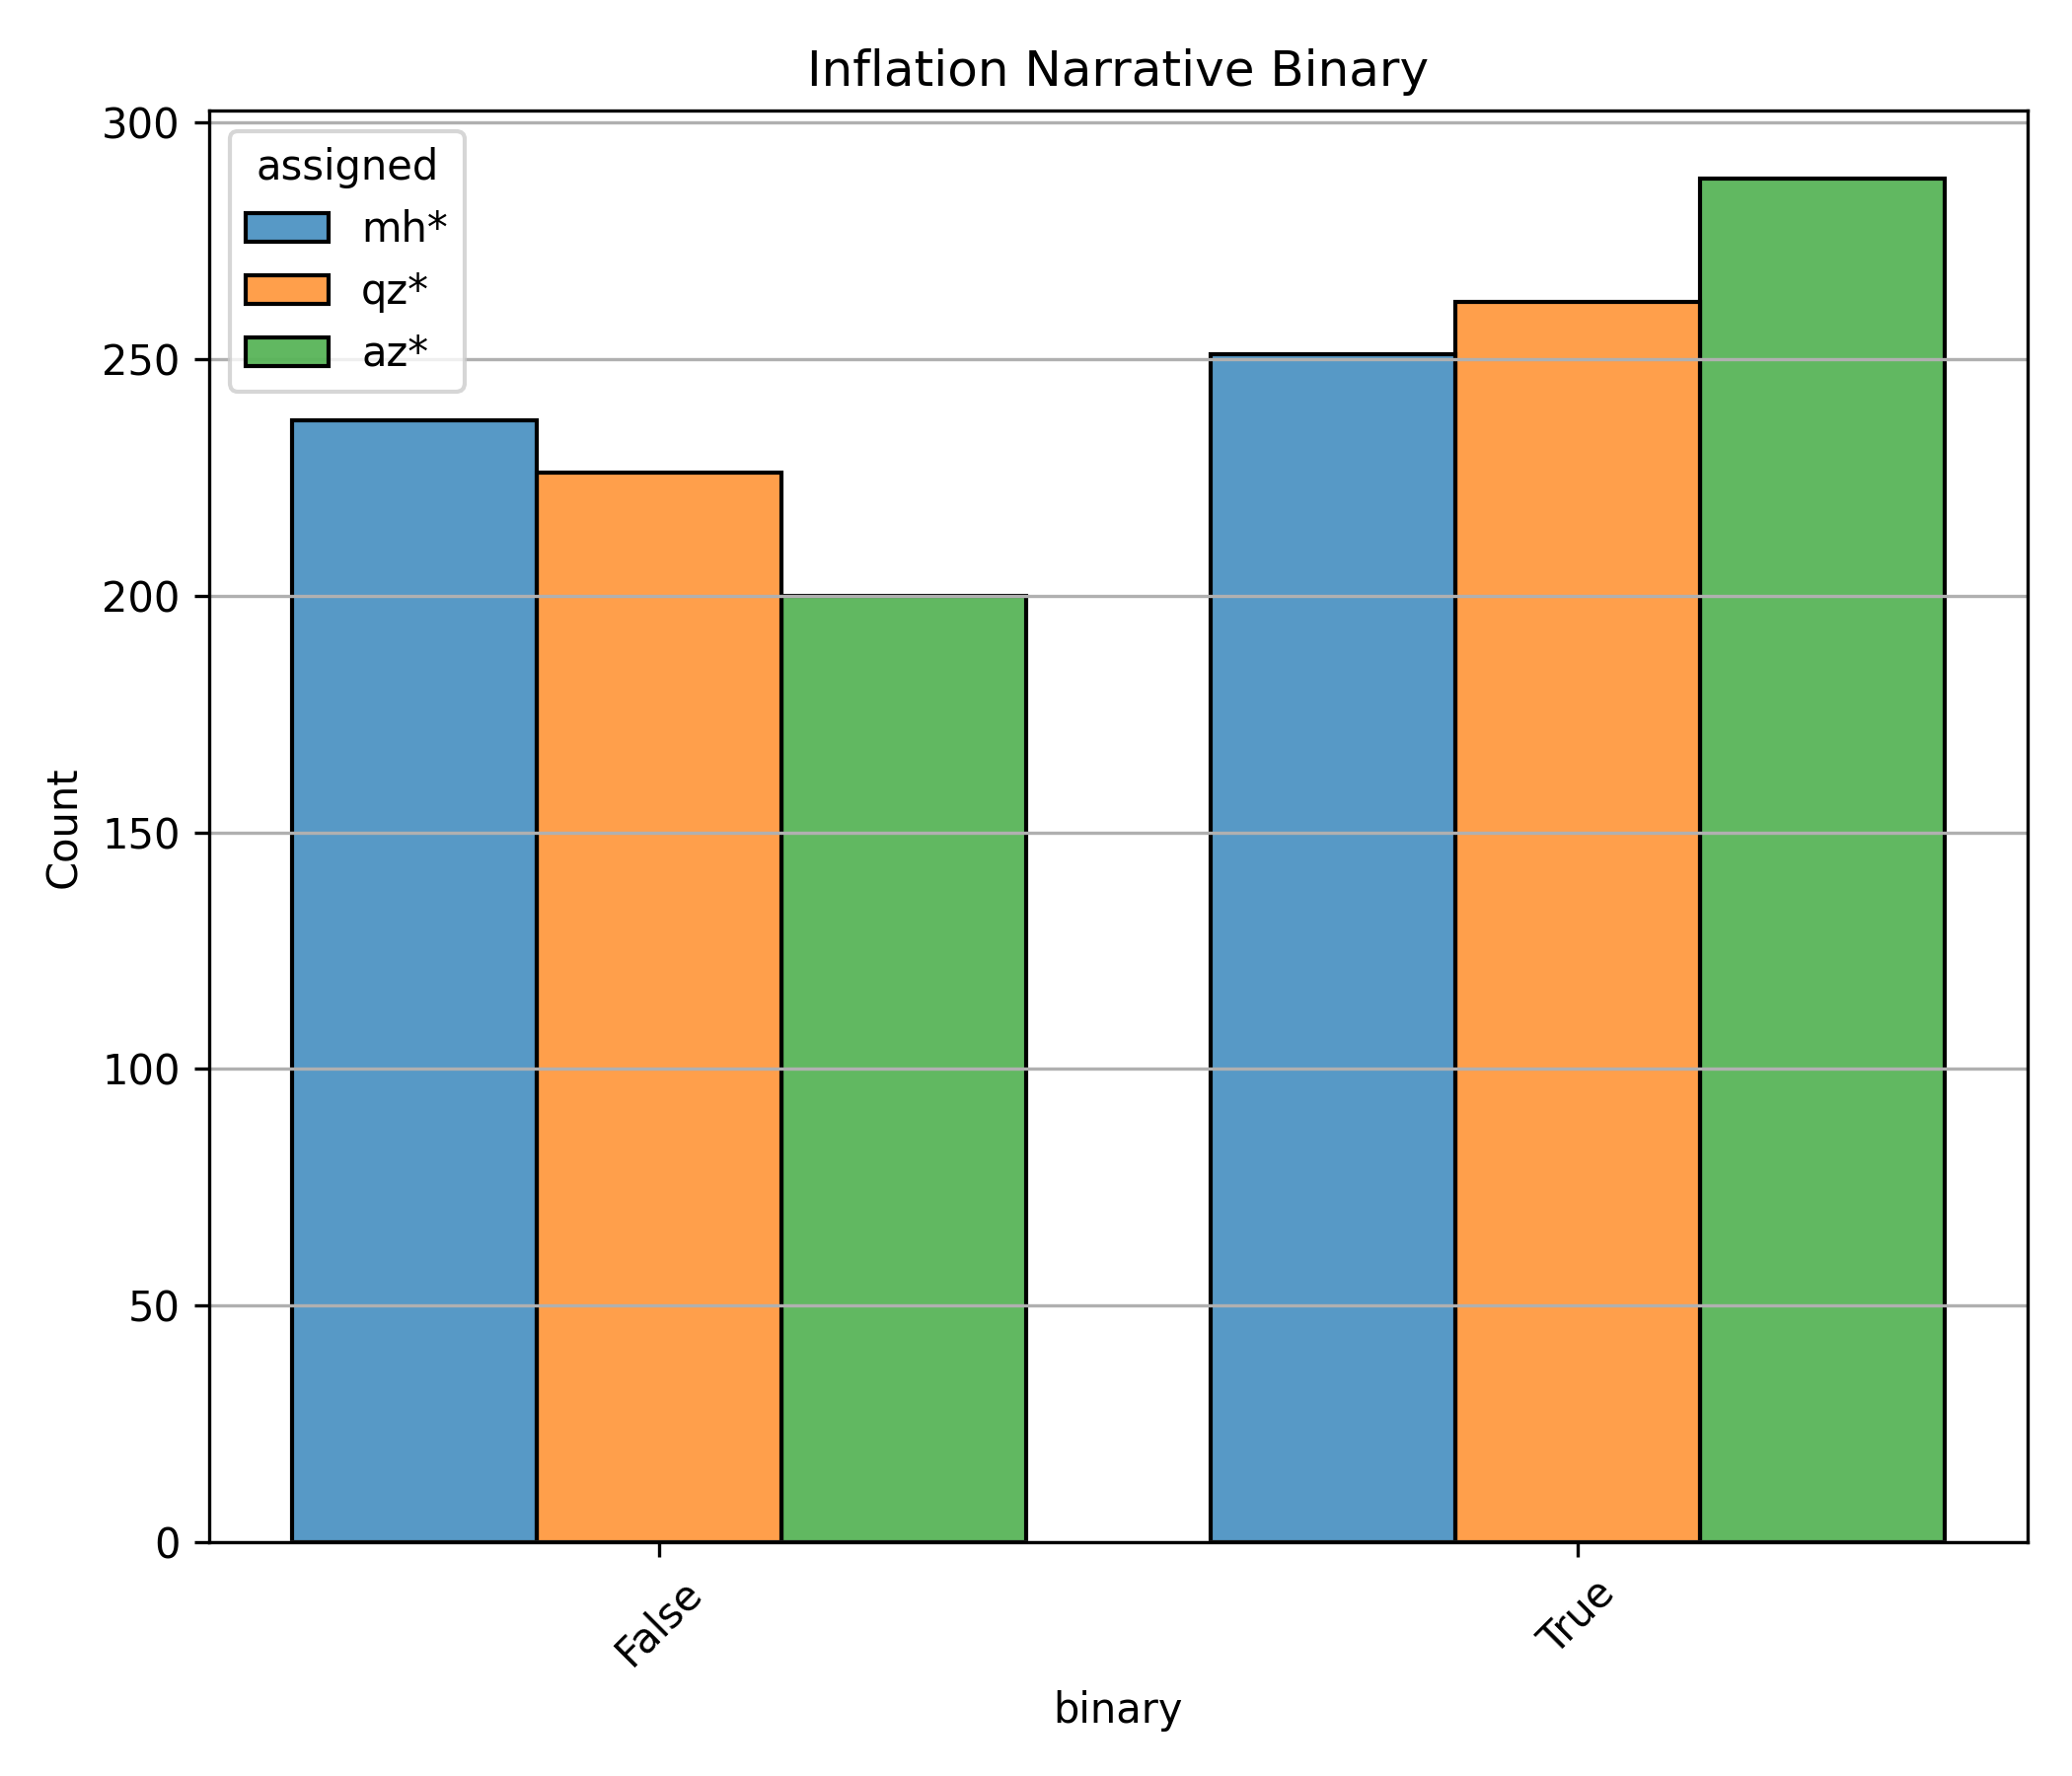 Inflation Narrative Binary
assigned
mh*
qz*
az*
Count
300
250
200
150
100
50
0
False
True
binary